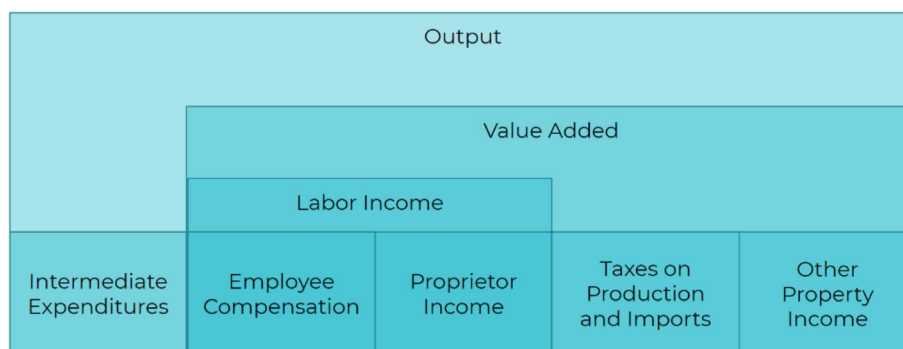 Output
Value Added
Labor Income
Intermediate
Expenditures
Employee
Compensation
Proprietor
Income
Taxes on
Production
and Imports
Other
Property
Income